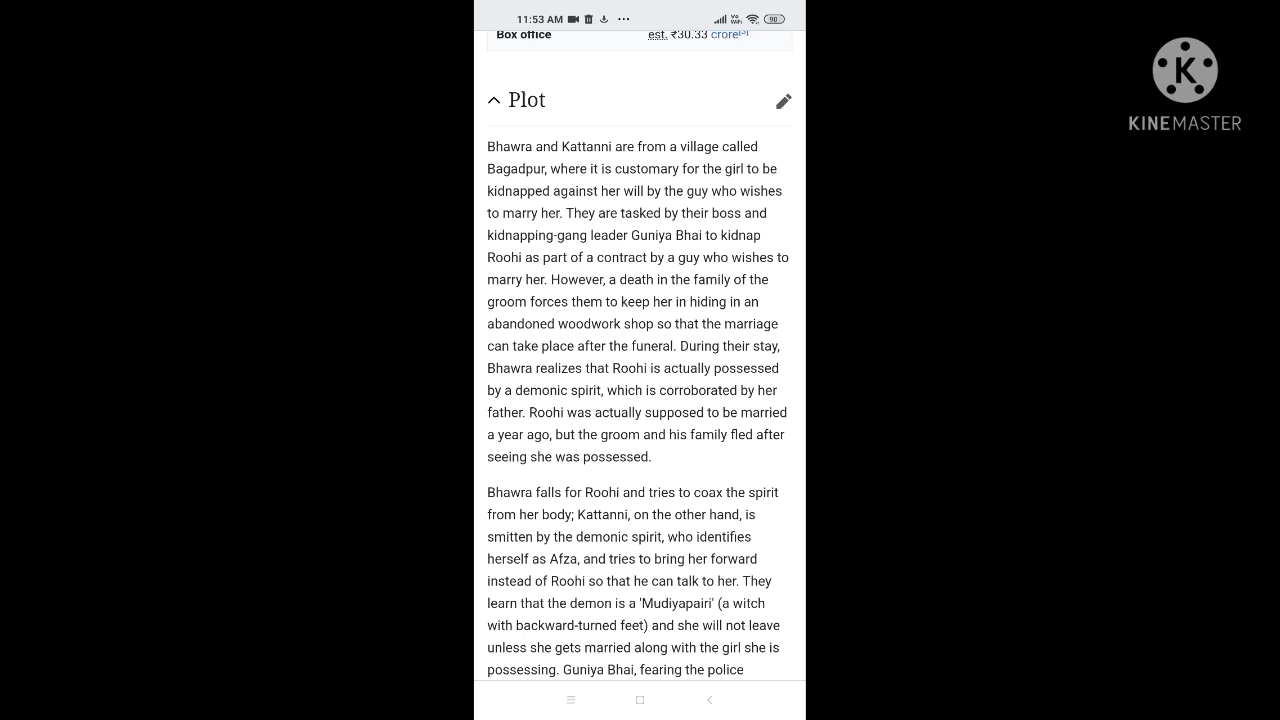 11:53 AM
Vo
WiFi
90
Box office est. ₹30.33 crore[3]
Plot
Bhawra and Kattanni are from a village called
Bagadpur, where it is customary for the girl to be
kidnapped against her will by the guy who wishes
to marry her. They are tasked by their boss and
kidnapping-gang leader Guniya Bhai to kidnap
Roohi as part of a contract by a guy who wishes to
marry her. However, a death in the family of the
groom forces them to keep her in hiding in an
abandoned woodwork shop so that the marriage
can take place after the funeral. During their stay,
Bhawra realizes that Roohi is actually possessed
by a demonic spirit, which is corroborated by her
father. Roohi was actually supposed to be married
a year ago, but the groom and his family fled after
seeing she was possessed.
Bhawra falls for Roohi and tries to coax the spirit
from her body; Kattanni, on the other hand, is
smitten by the demonic spirit, who identifies
herself as Afza, and tries to bring her forward
instead of Roohi so that he can talk to her. They
learn that the demon is a 'Mudiyapairi' (a witch
with backward-turned feet) and she will not leave
unless she gets married along with the girl she is
possessing. Guniya Bhai, fearing the police
K
KINEMASTER